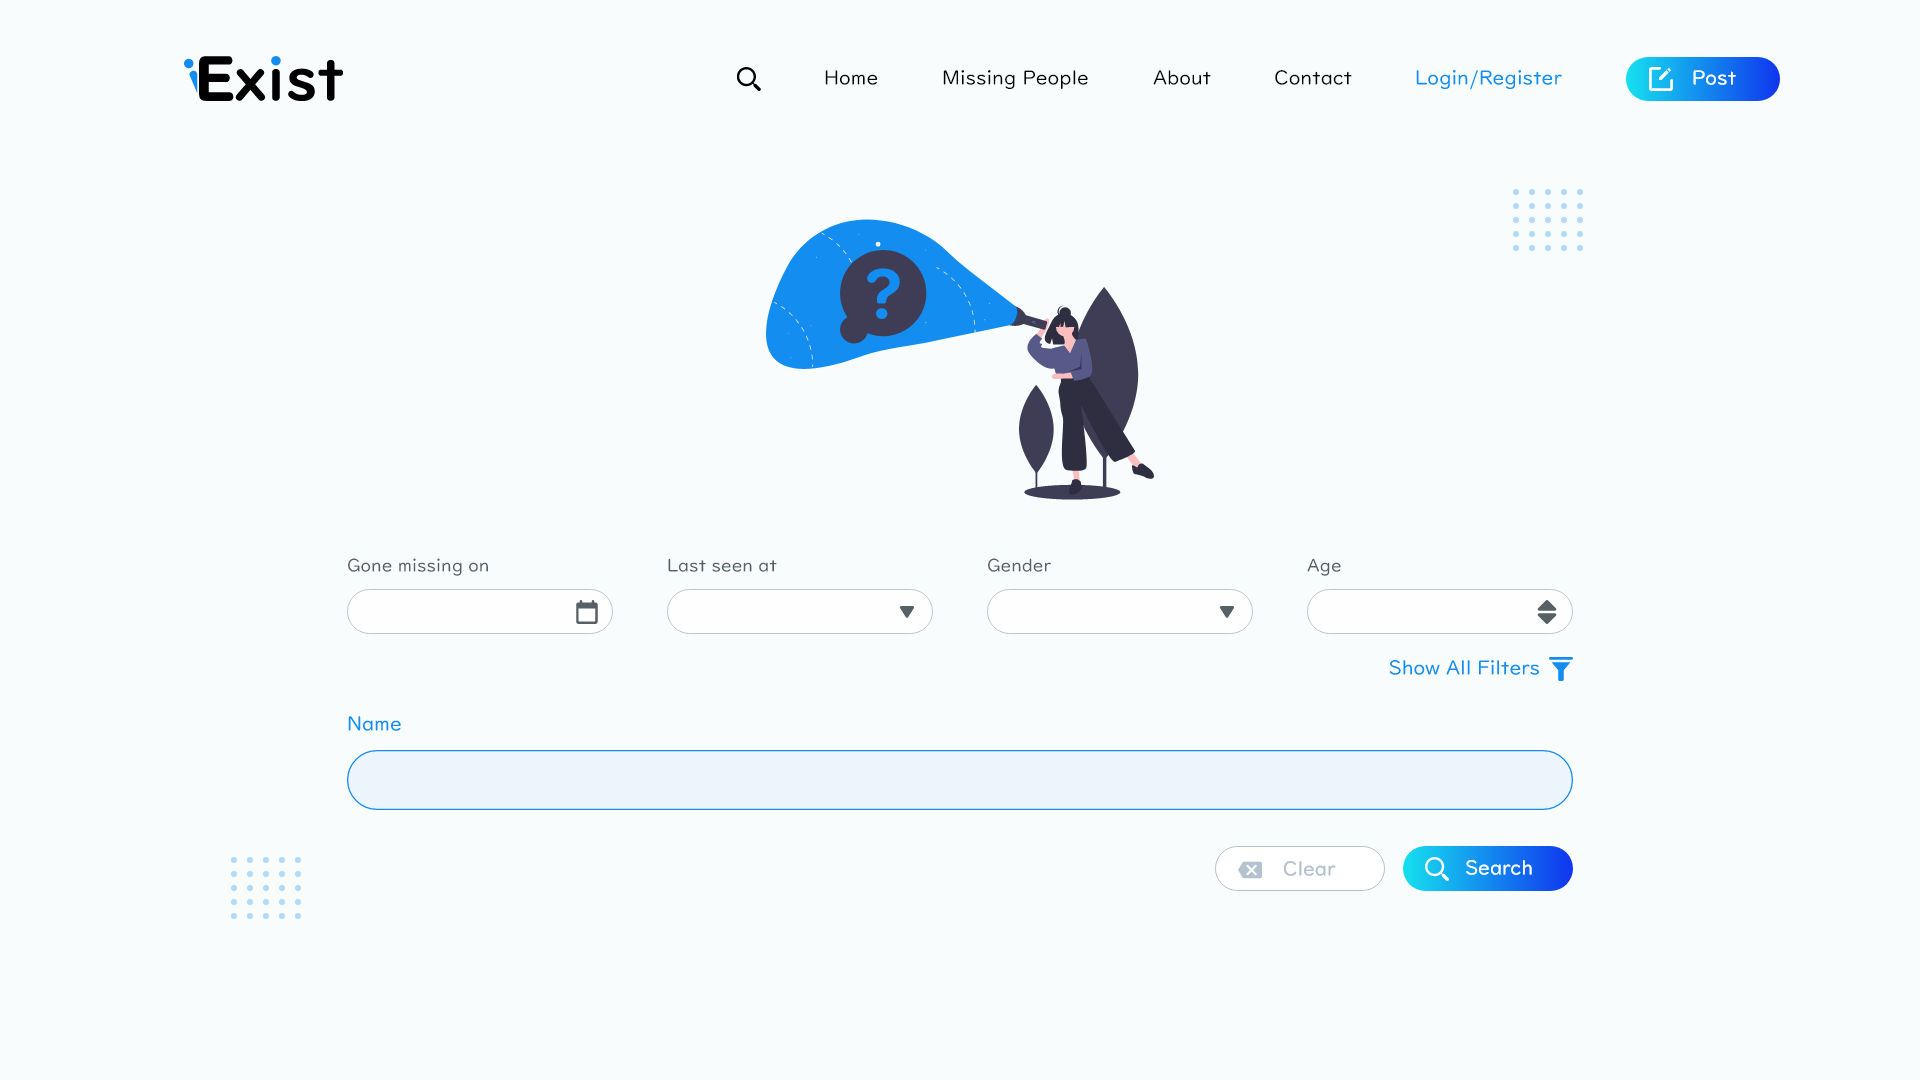 iExist
Home
Missing People
About
Contact
Login/Register
Post
?
Gone missing on
Last seen at
Gender
Age
Show All Filters
Name
Clear
Search